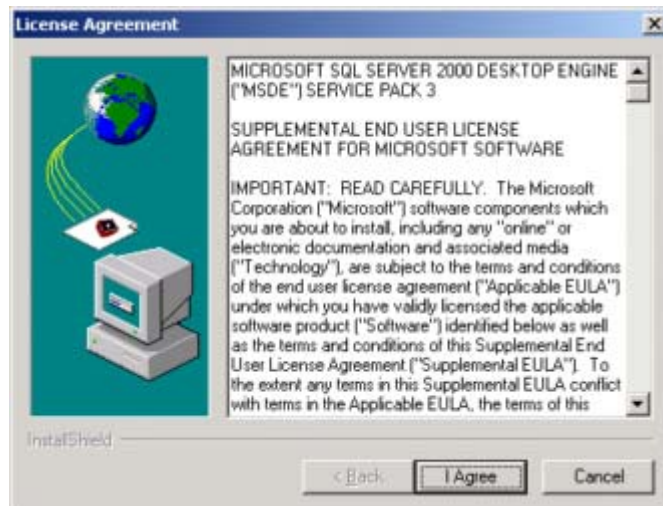 License Agreement
MICROSOFT SQL SERVER 2000 DESKTOP ENGINE
("MSDE") SERVICE PACK 3
SUPPLEMENTAL END USER LICENSE
AGREEMENT FOR MICROSOFT SOFTWARE
IMPORTANT:  READ CAREFULLY.  The Microsoft
Corporation ("Microsoft") software components which
you are about to install, including any "online" or
electronic documentation and associated media
("Technology"), are subject to the terms and conditions
of the end user license agreement ("Applicable EULA")
under which you have validly licensed the applicable
software product ("Software") identified below as well
as the terms and conditions of this Supplemental End
User License Agreement ("Supplemental EULA").  To
the extent any terms in this Supplemental EULA conflict
with terms in the Applicable EULA, the terms of this
InstallShield
< Back
I Agree
Cancel